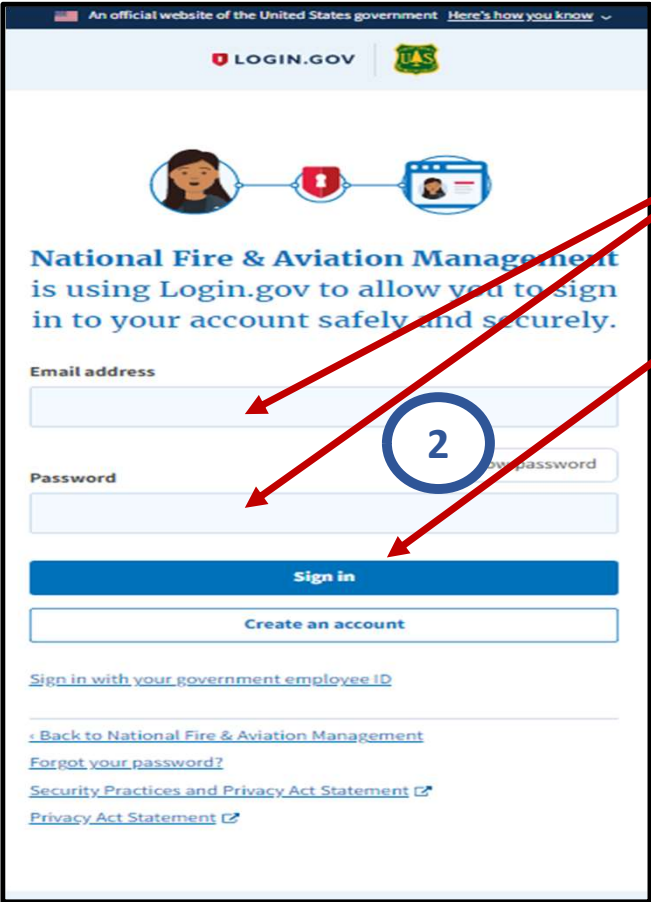 An official website of the United States government Here's how you know
LOGIN.GOV UAS
National Fire & Aviation Management
is using Login.gov to allow you to sign
in to your account safely and securely.
Email address
2
password
Password
Sign in
Create an account
Sign in with your government employee ID
‹ Back to National Fire & Aviation Management
Forgot your password?
Security Practices and Privacy Act Statement
Privacy Act Statement